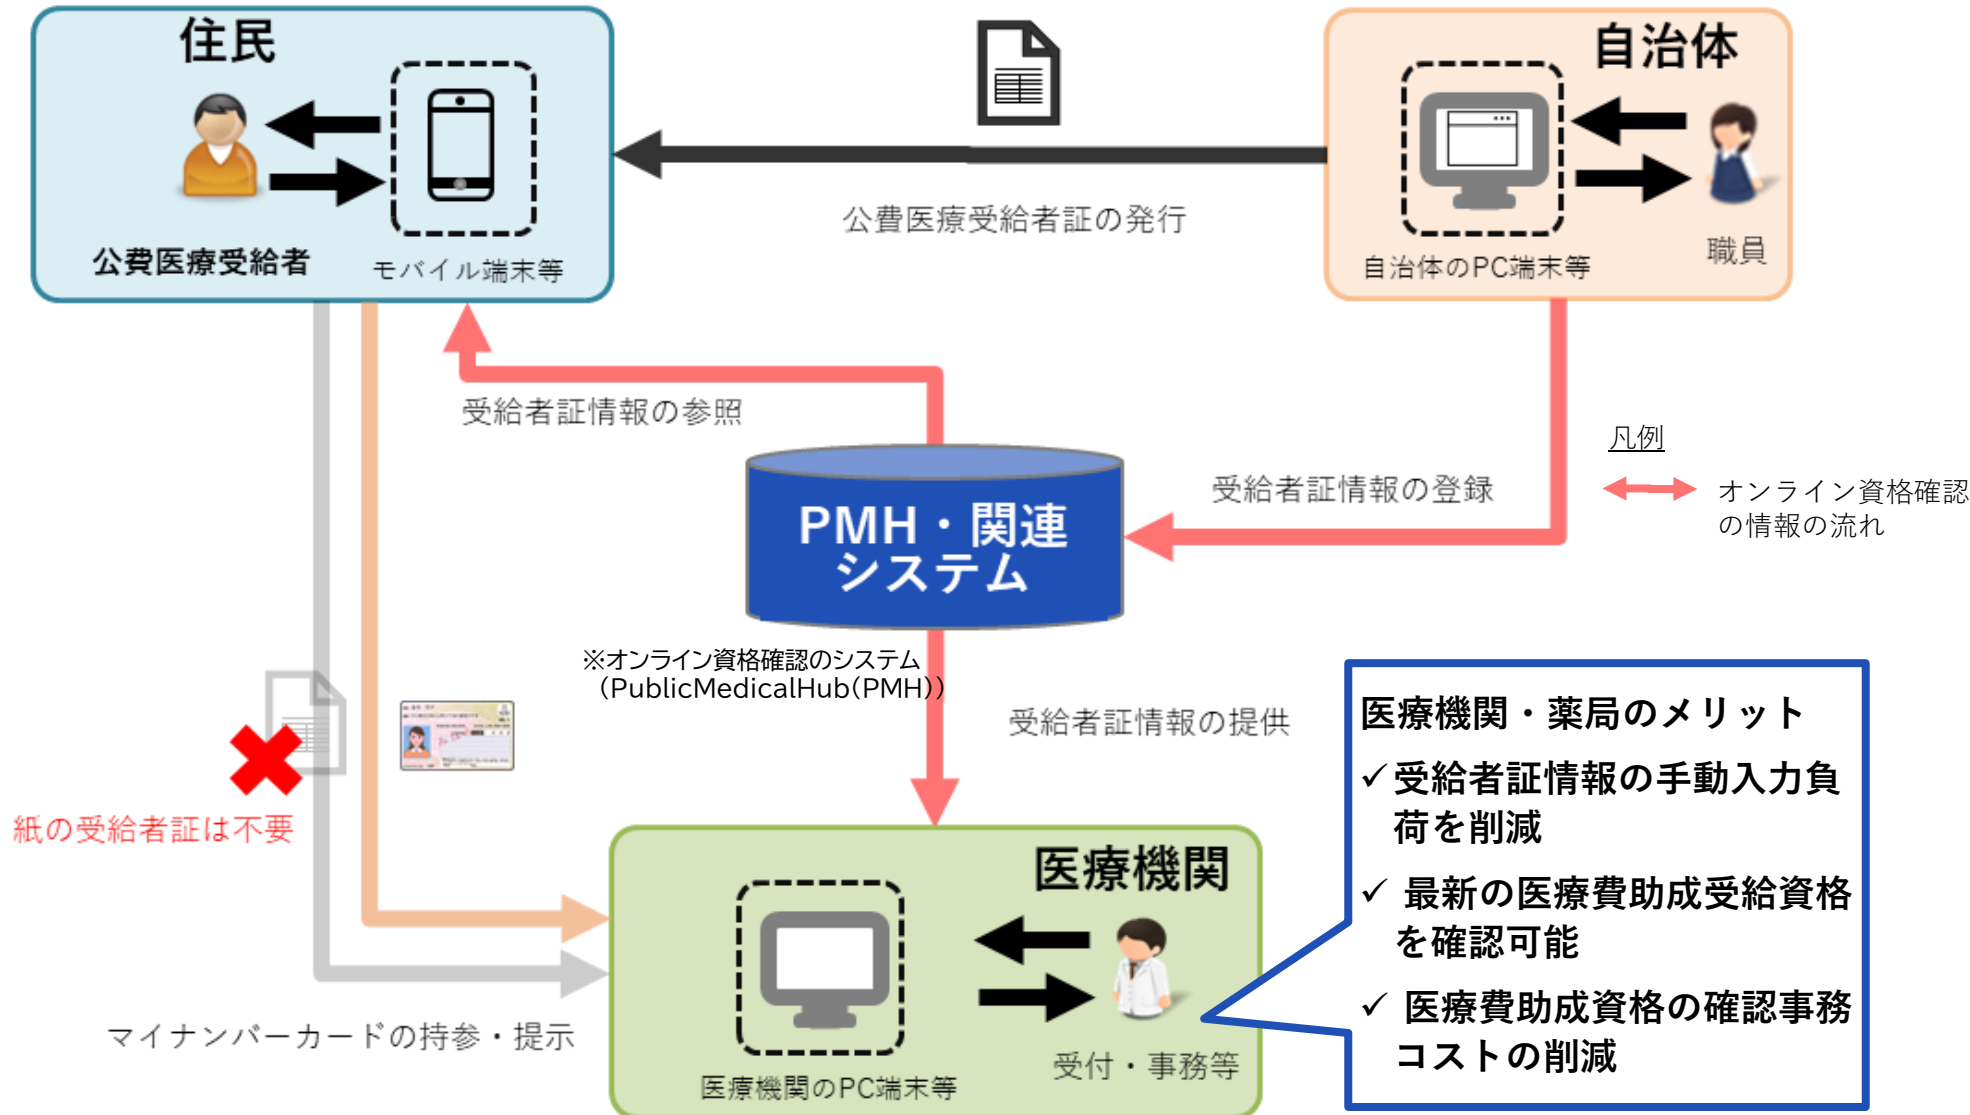 住民
自治体
公費医療受給者
モバイル端末等
公費医療受給者証の発行
自治体のPC端末等
職員
受給者証情報の参照
受給者証情報の登録
凡例
オンライン資格確認
の情報の流れ
PMH・関連
システム
※オンライン資格確認のシステム
（PublicMedicalHub(PMH)）
受給者証情報の提供
紙の受給者証は不要
マイナンバーカードの持参・提示
医療機関
医療機関のPC端末等
受付・事務等
医療機関・薬局のメリット
✓受給者証情報の手動入力負
荷を削減
✓ 最新の医療費助成受給資格
を確認可能
✓ 医療費助成資格の確認事務
コストの削減